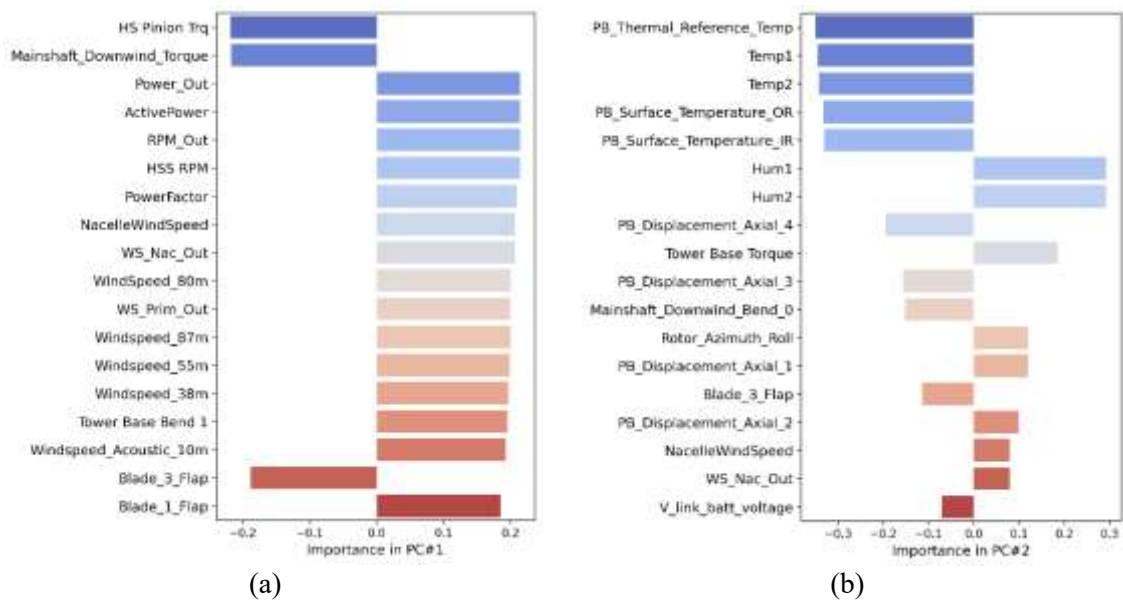 HS Pinion Trq
Mainshaft_Downwind_Torque
Power_Out
ActivePower
RPM_Out
HSS RPM
PowerFactor
NacelleWindSpeed
WS_Nac_Out
WindSpeed_80m
WS_Prim_Out
Windspeed_87m
Windspeed_55m
Windspeed_38m
Tower Base Bend 1
Windspeed_Acoustic_10m
Blade_3_Flap
Blade_1_Flap
−0.2 −0.1 0.0 0.1 0.2
Importance in PC#1
(a)
PB_Thermal_Reference_Temp
Temp1
Temp2
PB_Surface_Temperature_OR
PB_Surface_Temperature_IR
Hum1
Hum2
PB_Displacement_Axial_4
Tower Base Torque
PB_Displacement_Axial_3
Mainshaft_Downwind_Bend_0
Rotor_Azimuth_Roll
PB_Displacement_Axial_1
Blade_3_Flap
PB_Displacement_Axial_2
NacelleWindSpeed
WS_Nac_Out
V_link_batt_voltage
−0.3 −0.2 −0.1 0.0 0.1 0.2 0.3
Importance in PC#2
(b)